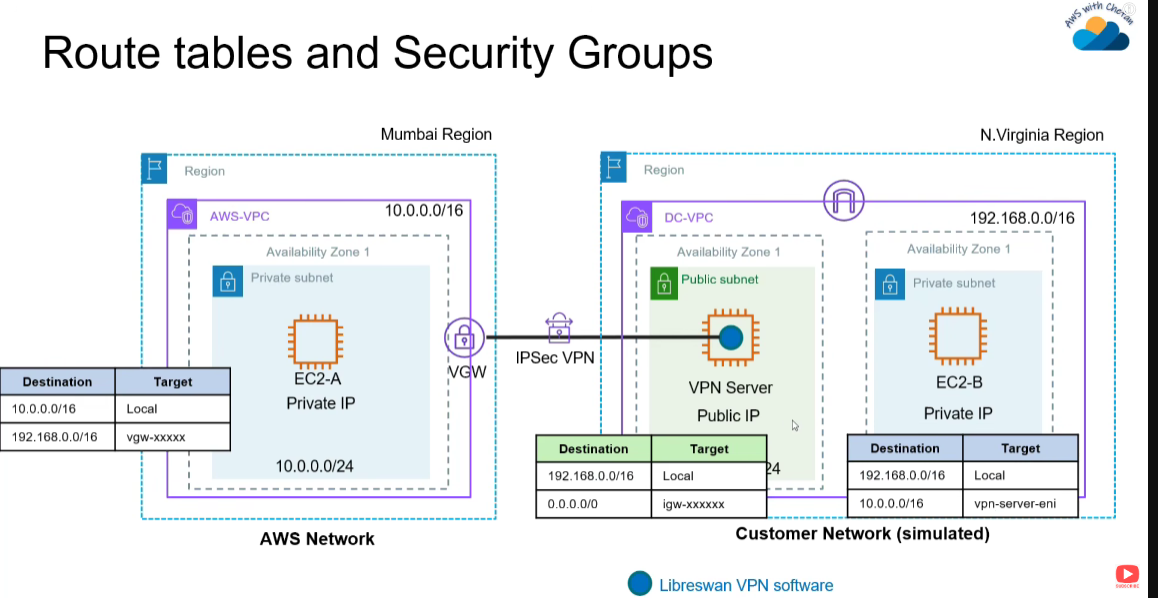 AWS with Chetan
Route tables and Security Groups
Mumbai Region
N.Virginia Region
Region
AWS-VPC
10.0.0.0/16
Availability Zone 1
Private subnet
EC2-A
Private IP
10.0.0.0/24
Destination Target
10.0.0.0/16 Local
192.168.0.0/16 vgw-xxxxx
VGW
IPSec VPN
AWS Network
Region
DC-VPC
192.168.0.0/16
Availability Zone 1
Public subnet
VPN Server
Public IP
24
Destination Target
192.168.0.0/16 Local
0.0.0.0/0 igw-xxxxxx
Availability Zone 1
Private subnet
EC2-B
Private IP
Destination Target
192.168.0.0/16 Local
10.0.0.0/16 vpn-server-eni
Customer Network (simulated)
Libreswan VPN software
SUBSCRIBE